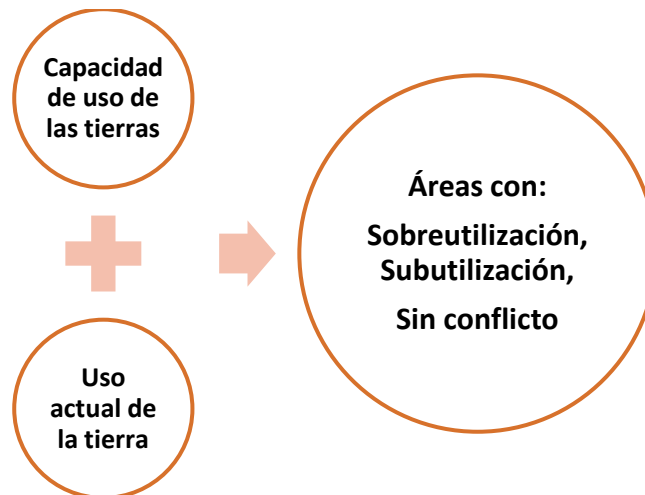 Capacidad
de uso de
las tierras
Uso
actual de
la tierra
Áreas con:
Sobreutilización,
Subutilización,
Sin conflicto